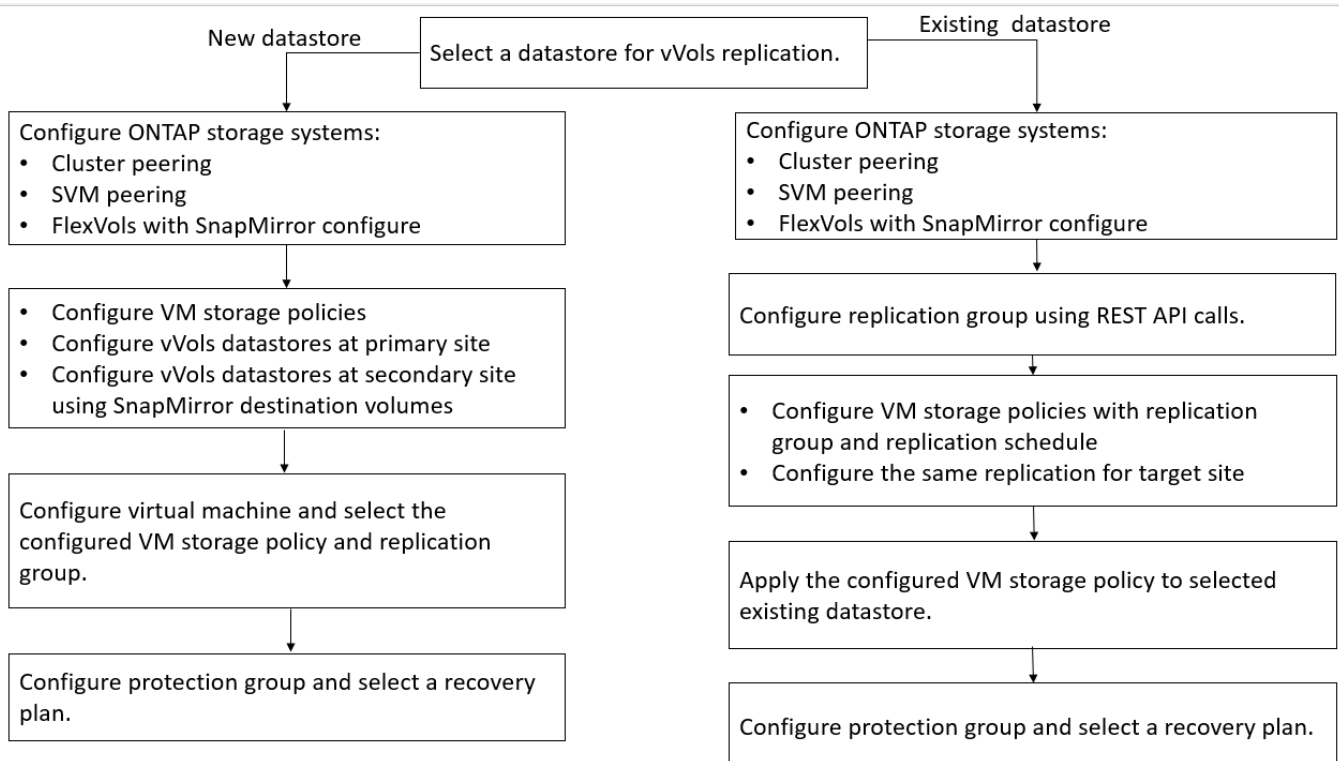 New datastore
Select a datastore for vVols replication.
Existing datastore
Configure ONTAP storage systems:
• Cluster peering
• SVM peering
• FlexVols with SnapMirror configure
• Configure VM storage policies
• Configure vVols datastores at primary site
• Configure vVols datastores at secondary site
using SnapMirror destination volumes
Configure virtual machine and select the
configured VM storage policy and replication
group.
Configure protection group and select a recovery
plan.
Configure ONTAP storage systems:
• Cluster peering
• SVM peering
• FlexVols with SnapMirror configure
Configure replication group using REST API calls.
• Configure VM storage policies with replication
group and replication schedule
• Configure the same replication for target site
Apply the configured VM storage policy to selected
existing datastore.
Configure protection group and select a recovery plan.